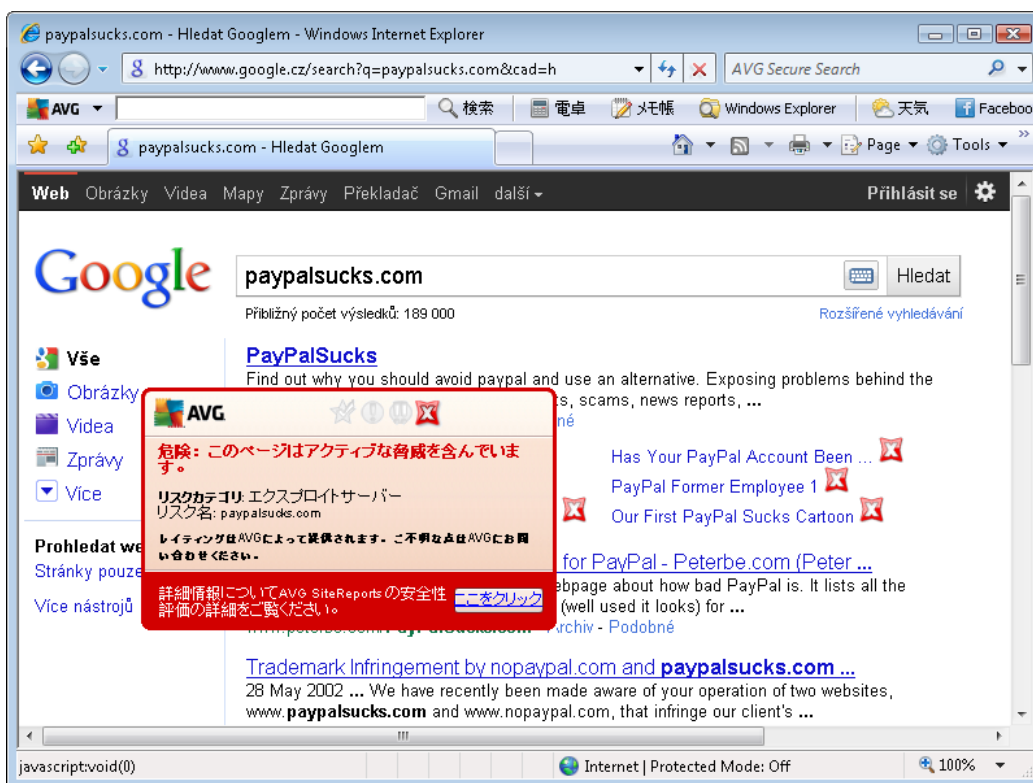 paypalsucks.com - Hledat Googlem - Windows Internet Explorer
http://www.google.cz/search?q=paypalsucks.com&cad=h
AVG Secure Search
AVG
検索
電卓
メモ帳
Windows Explorer
天気
Faceboo
paypalsucks.com - Hledat Googlem
Page
Tools
Web Obrázky Videa Mapy Zprávy Překladač Gmail další
Přihlásit se
Google
paypalsucks.com
Hledat
Přibližný počet výsledků: 189 000
Rozšířené vyhledávání
Vše
Obrázky
Videa
Zprávy
Více
Prohledat we
Stránky pouze
Více nástrojů
PayPalSucks
Find out why you should avoid paypal and use an alternative. Exposing problems behind the
s, scams, news reports, ...
né
Has Your PayPal Account Been ...
PayPal Former Employee 1
Our First PayPal Sucks Cartoon
for PayPal - Peterbe.com (Peter ...
ebpage about how bad PayPal is. It lists all the
(well used it looks) for ...
Archiv - Podobné
Trademark Infringement by nopaypal.com and paypalsucks.com ...
28 May 2002 ... We have recently been made aware of your operation of two websites,
www.paypalsucks.com and www.nopaypal.com, that infringe our client's ...
AVG
危険: このページはアクティブな脅威を含んでいま
す。
リスクカテゴリ: エクスプロイトサーバー
リスク名: paypalsucks.com
レイティングはAVGによって提供されます。ご不明な点はAVGにお問
い合わせください。
詳細情報についてAVG SiteReportsの安全性
評価の詳細をご覧ください。
ここをクリック
javascript:void(0)
Internet | Protected Mode: Off
100%